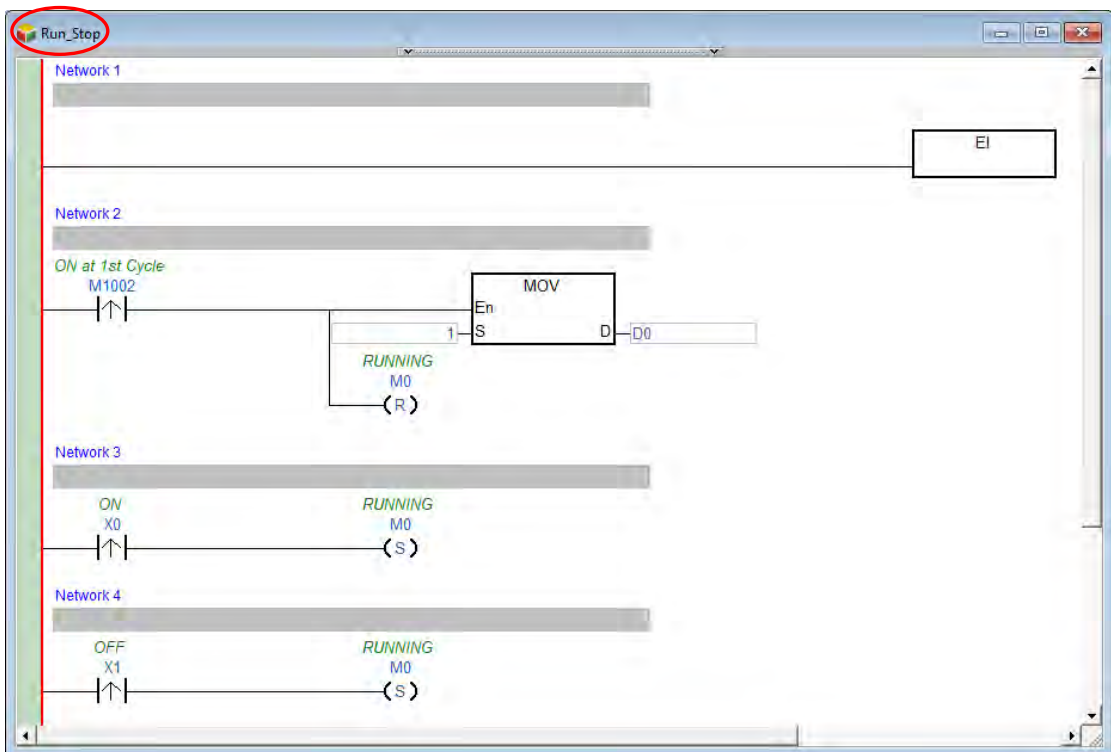 Run_Stop
Network 1
EI
Network 2
ON at 1st Cycle
M1002
MOV
En
1 S D D0
RUNNING
M0
R
Network 3
ON RUNNING
X0 M0
S
Network 4
OFF RUNNING
X1 M0
S